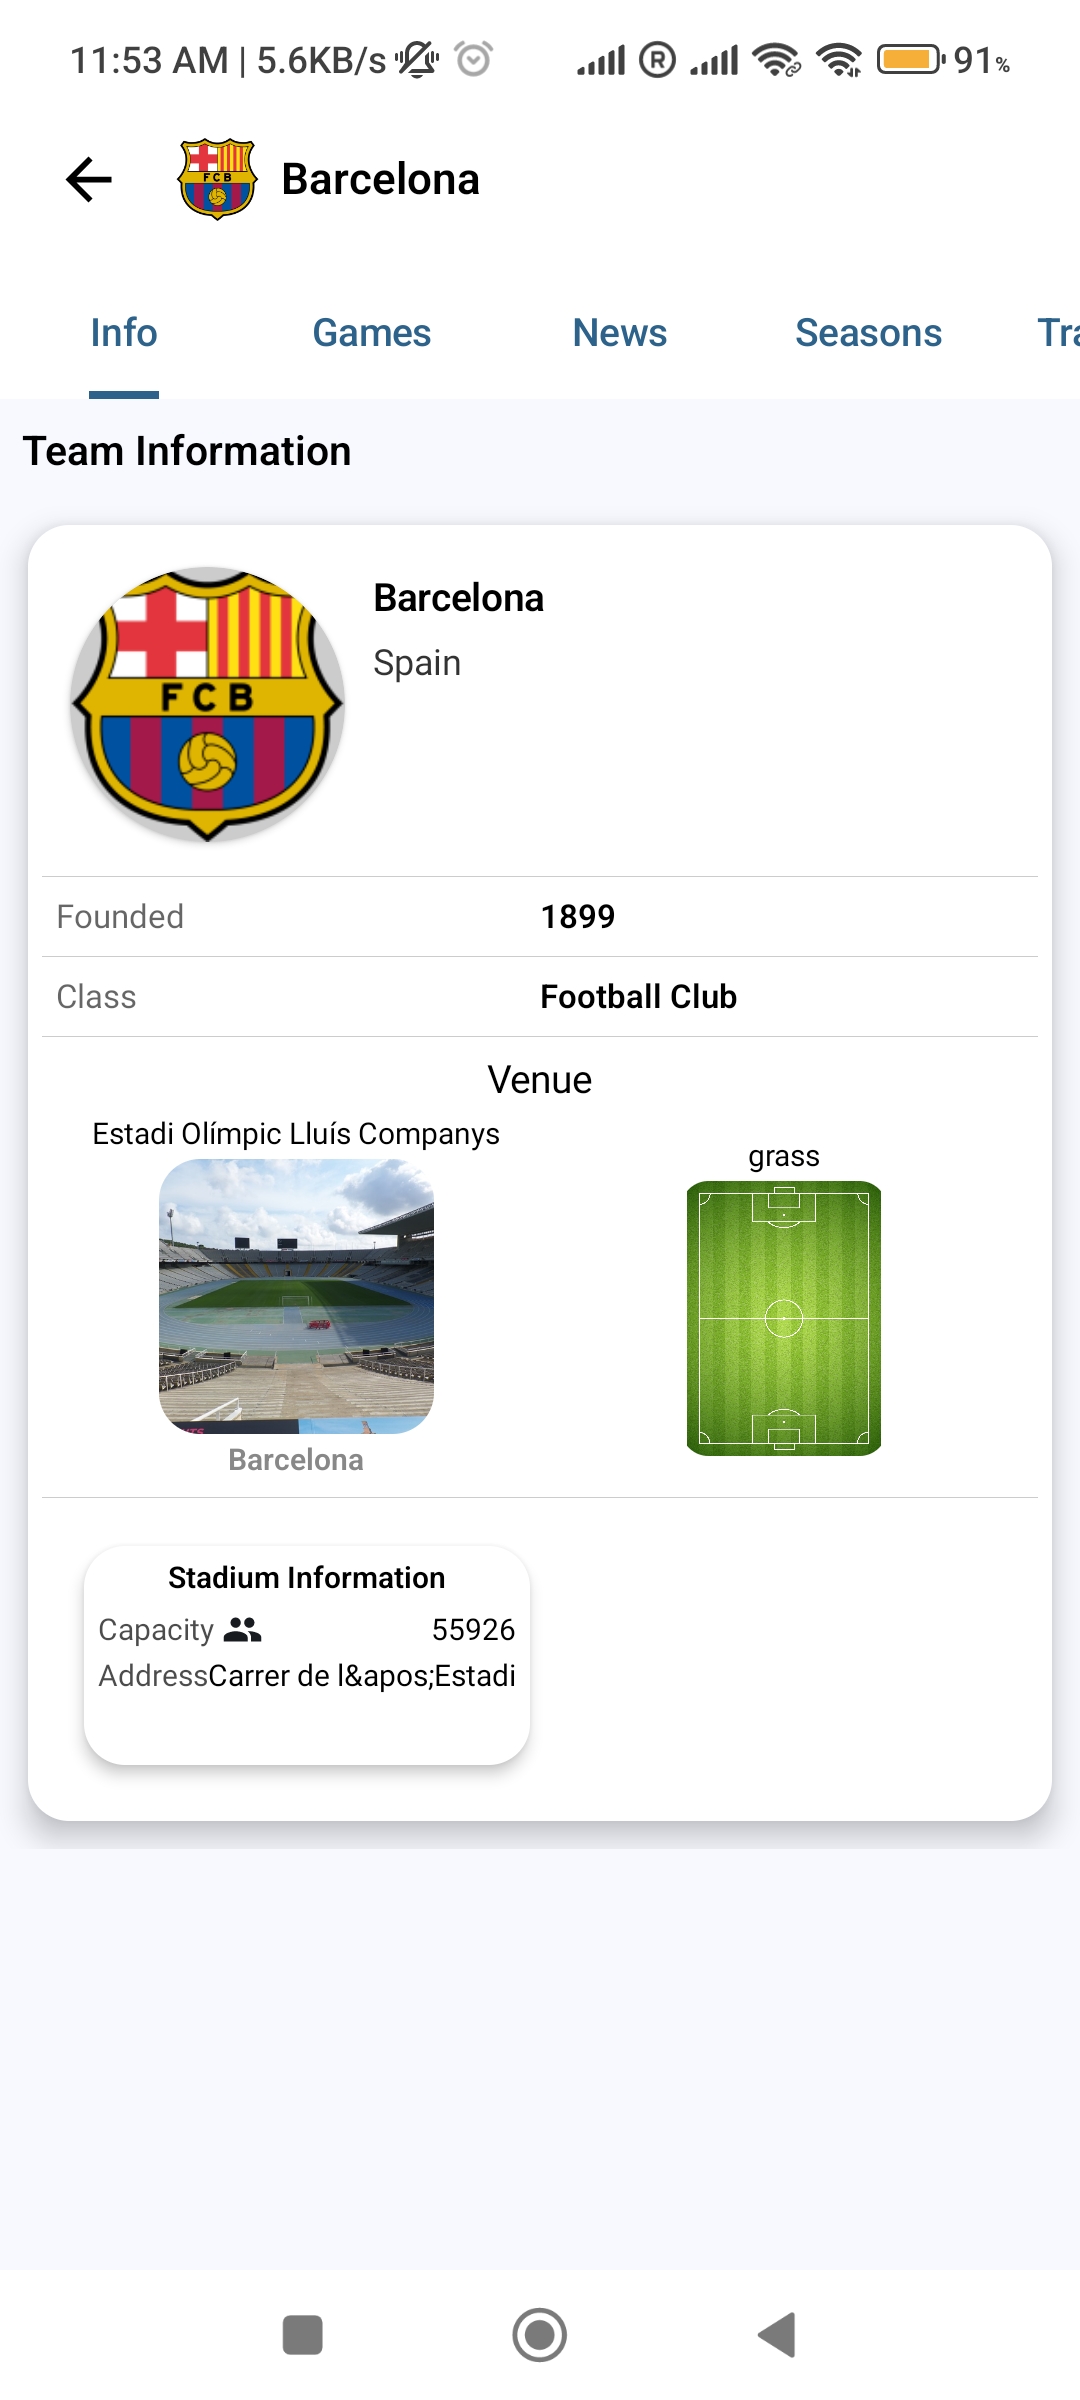 11:53 AM | 5.6KB/s R 91%
FCB Barcelona
Info Games News Seasons Tra
Team Information
Barcelona
Spain
FCB
Founded 1899
Class Football Club
Venue
Estadi Olímpic Lluís Companys
grass
Barcelona
Stadium Information
Capacity 55926
AddressCarrer de l&apos;Estadi